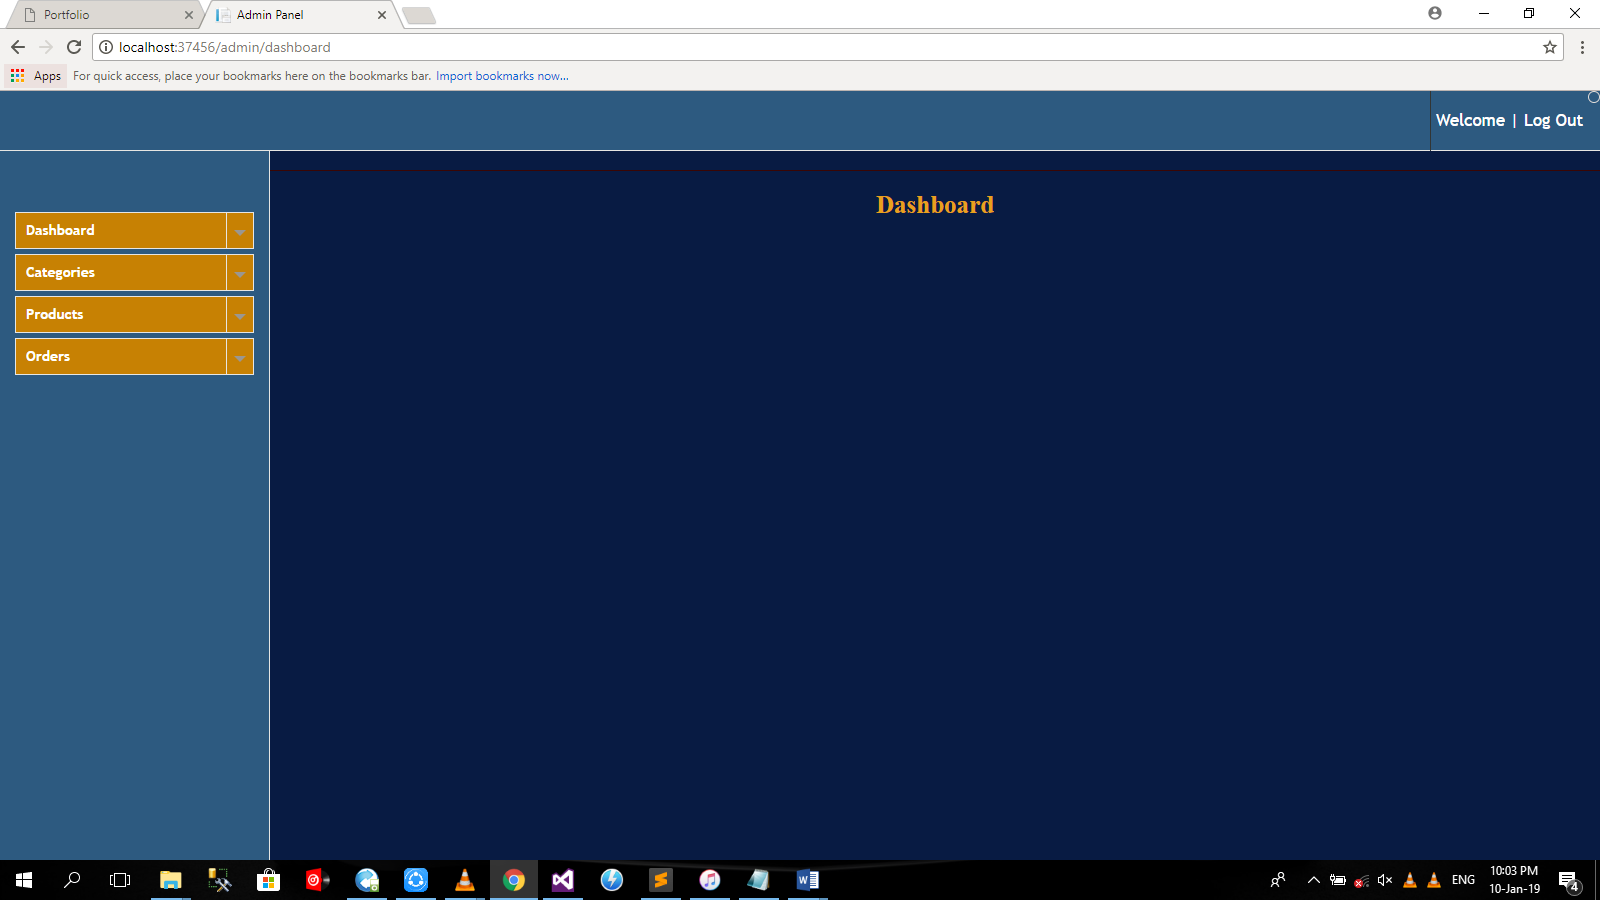 Portfolio
Admin Panel
localhost:37456/admin/dashboard
Apps
For quick access, place your bookmarks here on the bookmarks bar. Import bookmarks now...
Welcome | Log Out
Dashboard
Dashboard
Categories
Products
Orders
ENG
10:03 PM
10-Jan-19
4